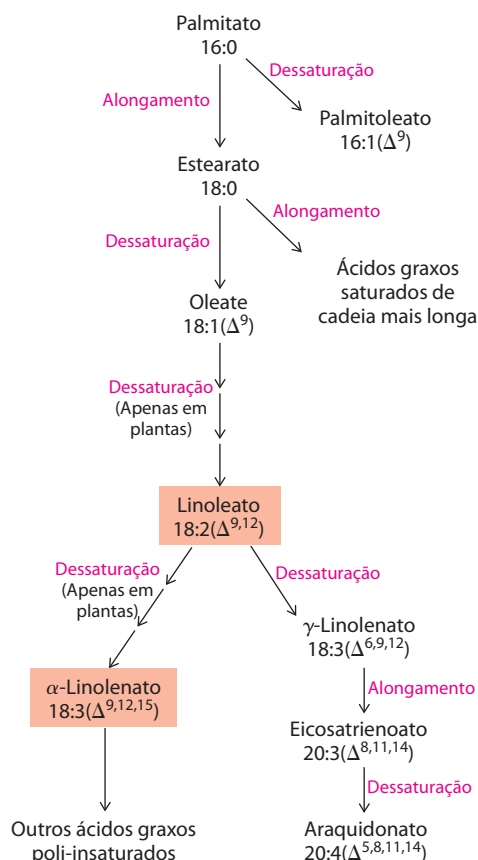 Palmitato
16:0
Dessaturação
Alongamento
Palmitoleato
16:1(Δ⁹)
Estearato
18:0
Alongamento
Dessaturação
Ácidos graxos
saturados de
cadeia mais longa
Oleate
18:1(Δ⁹)
Dessaturação
(Apenas em
plantas)
Linoleato
18:2(Δ⁹,¹²)
Dessaturação
(Apenas em
plantas)
Dessaturação
γ-Linolenato
18:3(Δ⁶,⁹,¹²)
α-Linolenato
18:3(Δ⁹,¹²,¹⁵)
Alongamento
Eicosatrienoato
20:3(Δ⁸,¹¹,¹⁴)
Dessaturação
Outros ácidos graxos
poli-insaturados
Araquidonato
20:4(Δ⁵,⁸,¹¹,¹⁴)